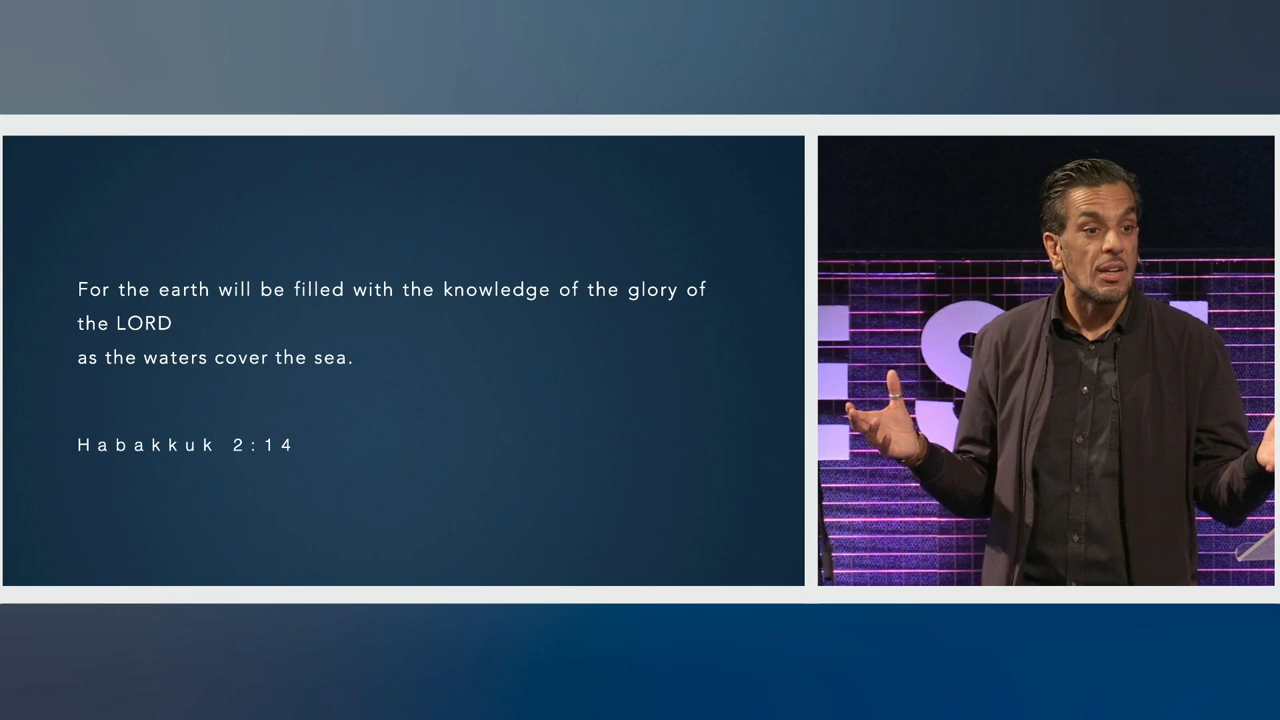 For the earth will be filled with the knowledge of the glory of
the LORD
as the waters cover the sea.
Habakkuk 2:14
ES